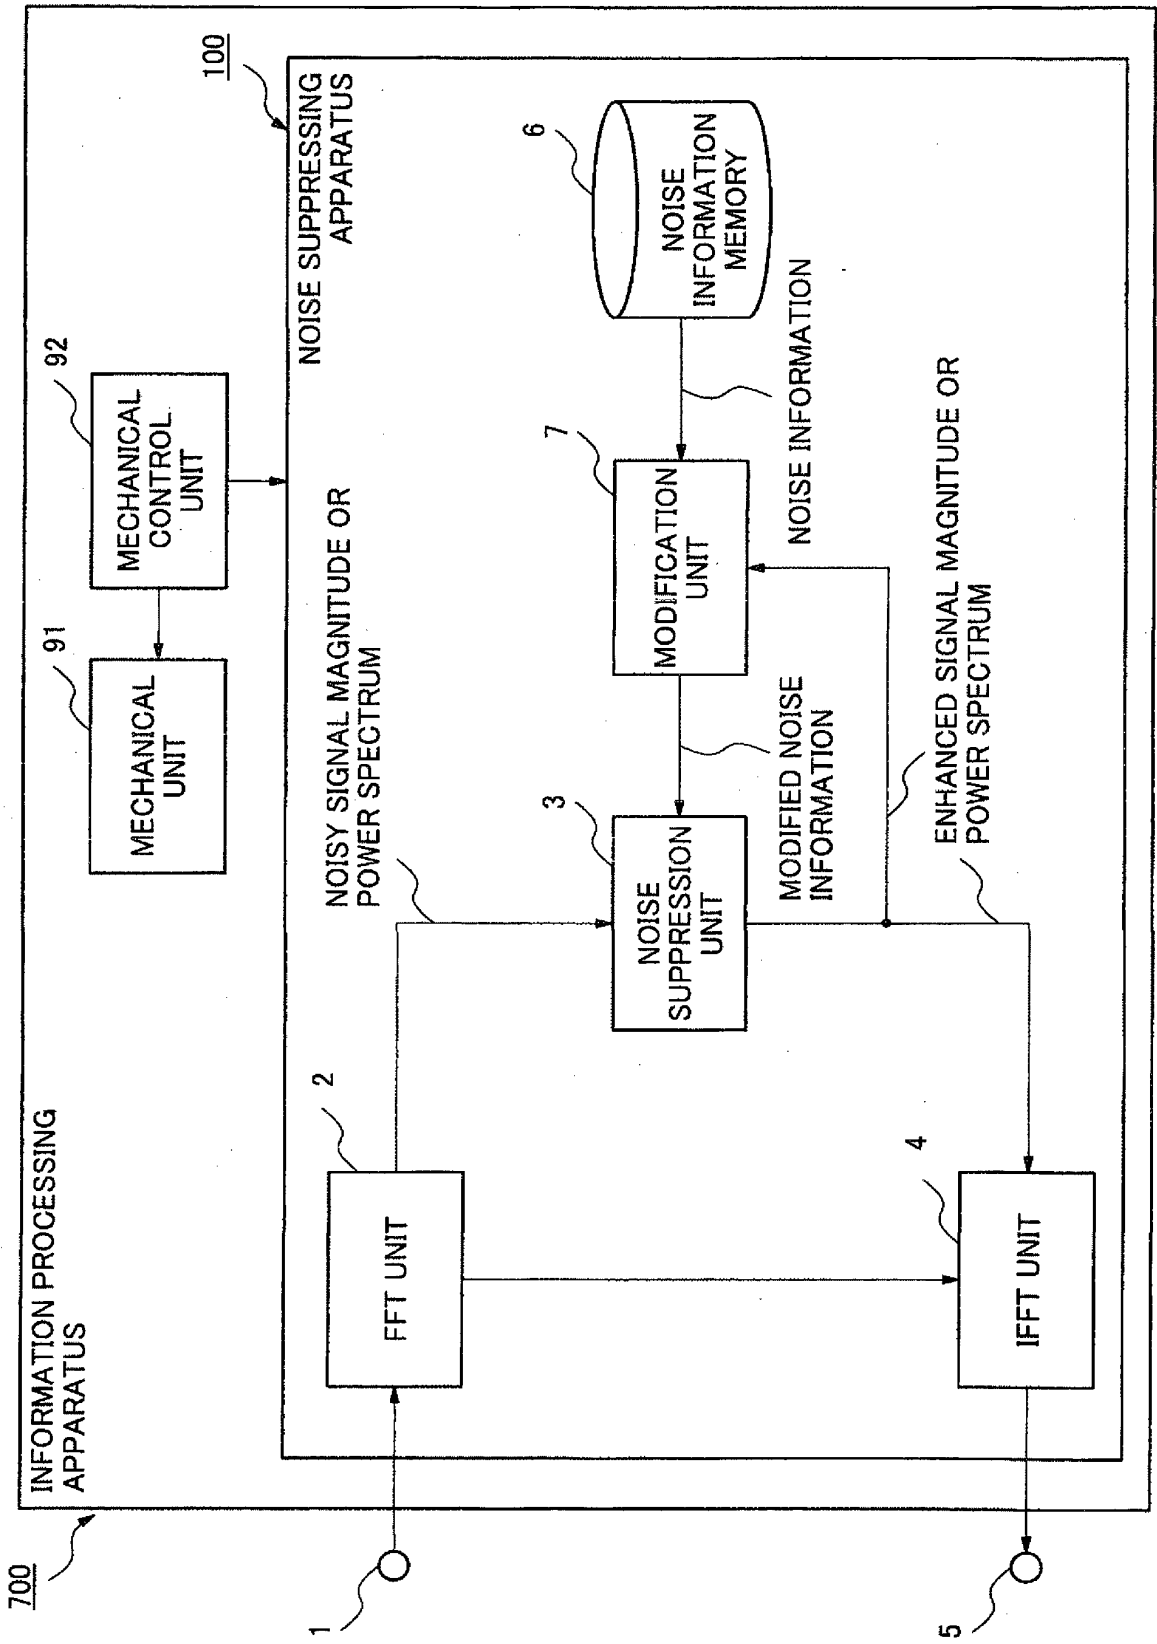 700
INFORMATION PROCESSING
APPARATUS
91
MECHANICAL
UNIT
92
MECHANICAL
CONTROL
UNIT
100
NOISE SUPPRESSING
APPARATUS
1
2
FFT UNIT
NOISY SIGNAL MAGNITUDE OR
POWER SPECTRUM
3
NOISE
SUPPRESSION
UNIT
MODIFIED NOISE
INFORMATION
7
MODIFICATION
UNIT
NOISE INFORMATION
6
NOISE
INFORMATION
MEMORY
4
IFFT UNIT
ENHANCED SIGNAL MAGNITUDE OR
POWER SPECTRUM
5